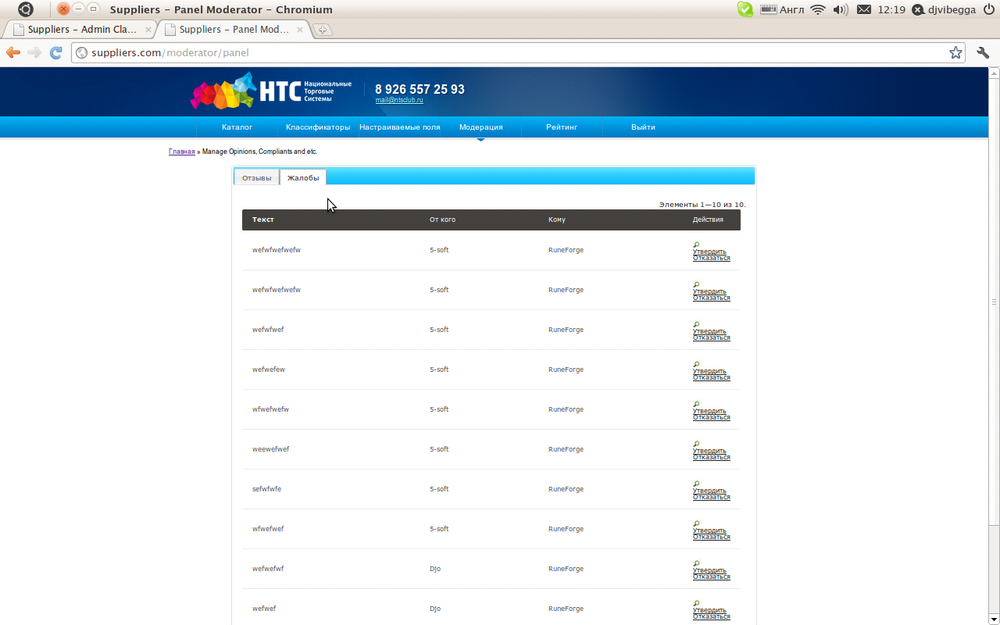 Suppliers – Panel Moderator – Chromium
Англ
12:19
djvibegga
Suppliers – Admin Cla...
Suppliers – Panel Mod...
suppliers.com/moderator/panel
НТС
Национальные
Торговые
Системы
8 926 557 25 93
mail@ntsclub.ru
Каталог
Классификаторы
Настраиваемые поля
Модерация
Рейтинг
Выйти
Главная » Manage Opinions, Compliants and etc.
Отзывы
Жалобы
Элементы 1—10 из 10.
Текст От кого Кому Действия
wefwfwefwefw 5-soft RuneForge Утвердить
Отказаться
wefwfwefwefw 5-soft RuneForge Утвердить
Отказаться
wefwfwef 5-soft RuneForge Утвердить
Отказаться
wefwefew 5-soft RuneForge Утвердить
Отказаться
wfwefwefw 5-soft RuneForge Утвердить
Отказаться
weewefwef 5-soft RuneForge Утвердить
Отказаться
sefwfwfe 5-soft RuneForge Утвердить
Отказаться
wfwefwef 5-soft RuneForge Утвердить
Отказаться
wefwefwf Djo RuneForge Утвердить
Отказаться
wefwef Djo RuneForge Утвердить
Отказаться